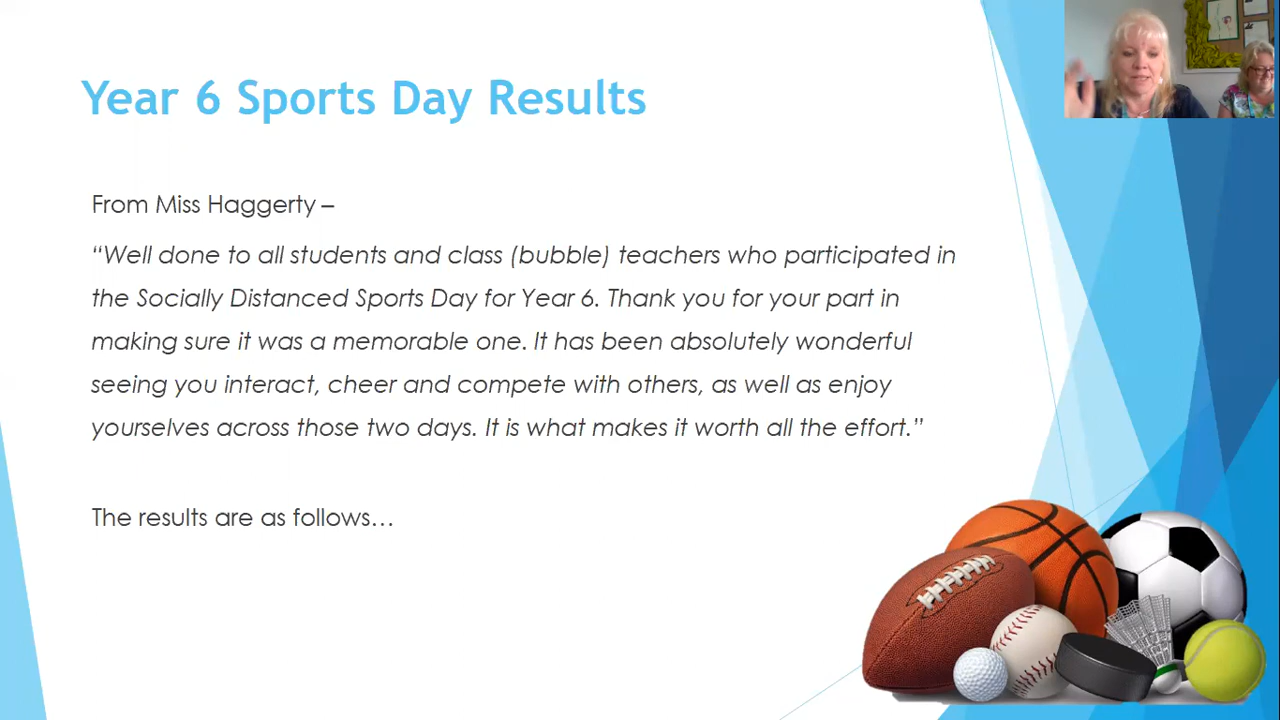 Year 6 Sports Day Results
From Miss Haggerty –
“Well done to all students and class (bubble) teachers who participated in
the Socially Distanced Sports Day for Year 6. Thank you for your part in
making sure it was a memorable one. It has been absolutely wonderful
seeing you interact, cheer and compete with others, as well as enjoy
yourselves across those two days. It is what makes it worth all the effort.”
The results are as follows…